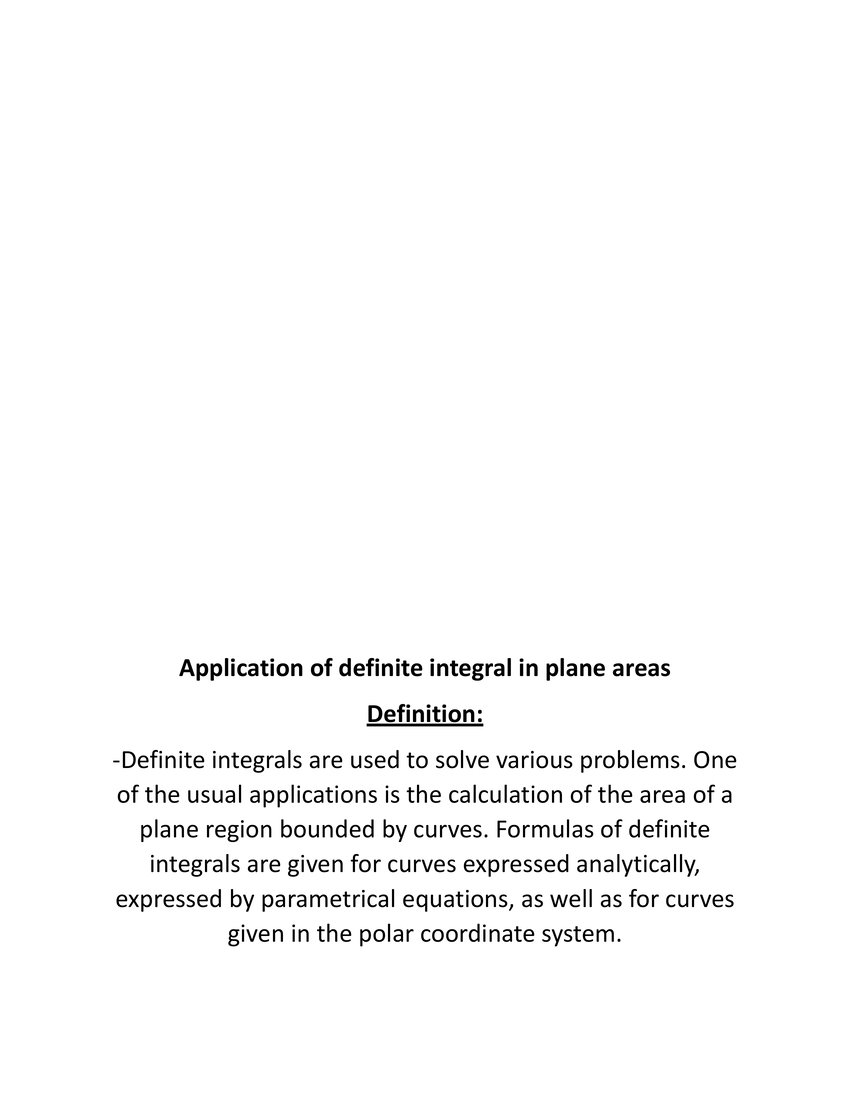 Application of definite integral in plane areas
Definition:
-Definite integrals are used to solve various problems. One
of the usual applications is the calculation of the area of a
plane region bounded by curves. Formulas of definite
integrals are given for curves expressed analytically,
expressed by parametrical equations, as well as for curves
given in the polar coordinate system.